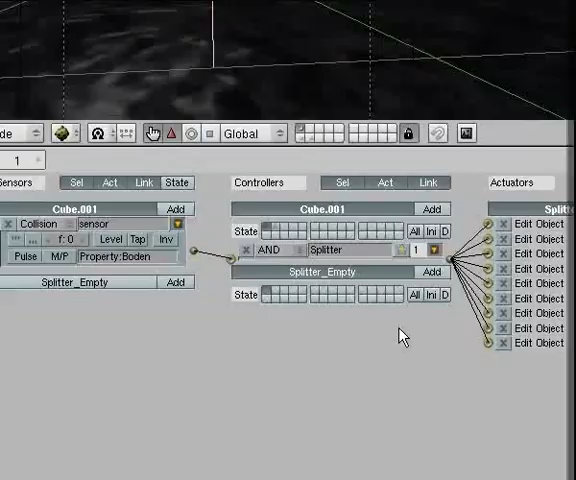 de Global
1
Sensors Sel Act Link State Controllers Sel Act Link Actuators
Cube.001 Add Cube.001 Add Splitt
X Collision sensor State All Ini D X Edit Object
f: 0 Level Tap Inv X AND Splitter 1 X Edit Object
Pulse M/P Property:Boden X Edit Object
Splitter_Empty Add Splitter_Empty Add X Edit Object
State All Ini D X Edit Object
X Edit Object
X Edit Object
X Edit Object
X Edit Object